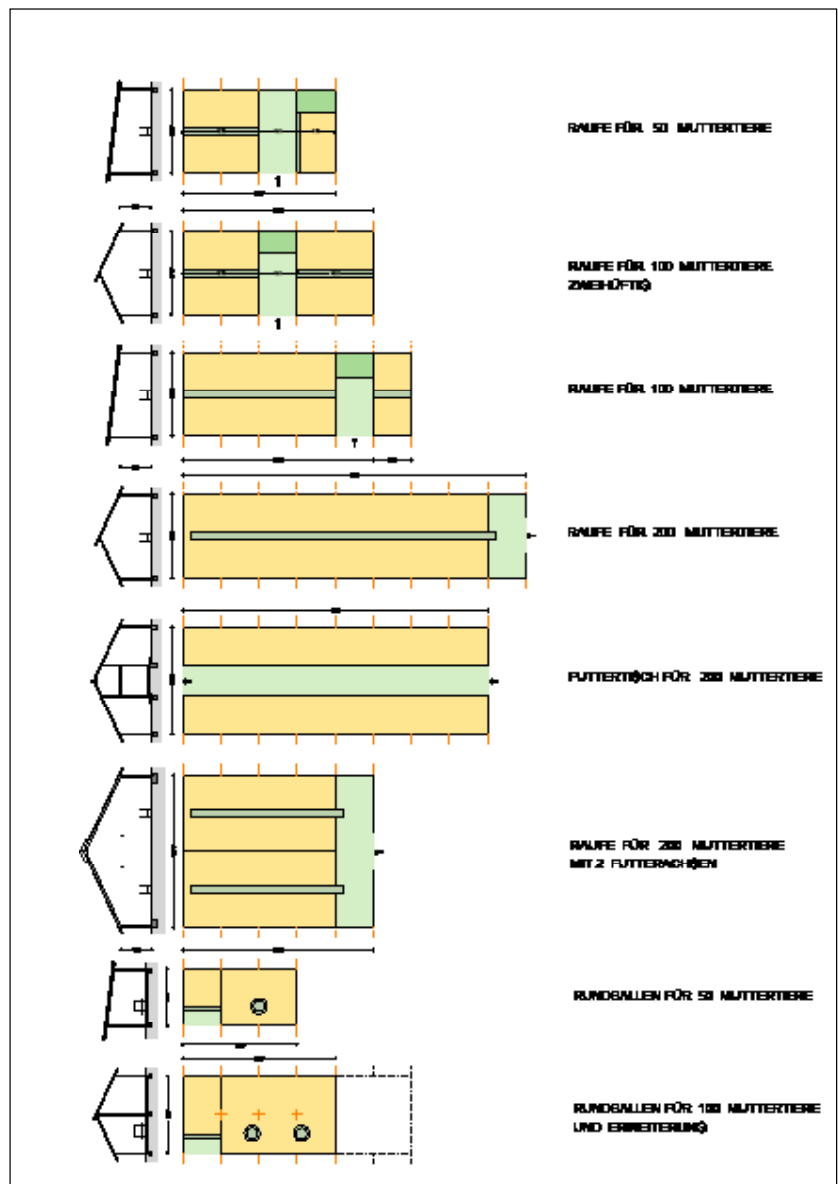 RAUFE FÜR 50 MUTTERTIERE
RAUFE FÜR 100 MUTTERTIERE
ZWEIHÜFTIG
RAUFE FÜR 100 MUTTERTIERE
RAUFE FÜR 200 MUTTERTIERE
FUTTERTISCH FÜR 200 MUTTERTIERE
RAUFE FÜR 200 MUTTERTIERE
MIT 2 FUTTERACHSEN
RUNDBALLEN FÜR 50 MUTTERTIERE
RUNDBALLEN FÜR 100 MUTTERTIERE
UND ERWEITERUNG